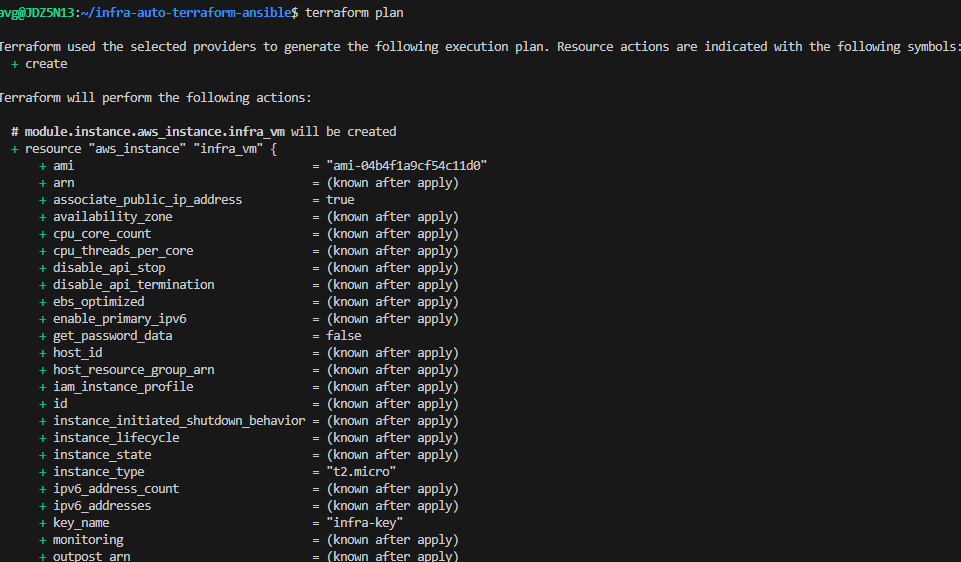 avg@JDZ5N13:~/infra-auto-terraform-ansible$ terraform plan
Terraform used the selected providers to generate the following execution plan. Resource actions are indicated with the following symbols:
+ create
Terraform will perform the following actions:
# module.instance.aws_instance.infra_vm will be created
+ resource "aws_instance" "infra_vm" {
+ ami = "ami-04b4f1a9cf54c11d0"
+ arn = (known after apply)
+ associate_public_ip_address = true
+ availability_zone = (known after apply)
+ cpu_core_count = (known after apply)
+ cpu_threads_per_core = (known after apply)
+ disable_api_stop = (known after apply)
+ disable_api_termination = (known after apply)
+ ebs_optimized = (known after apply)
+ enable_primary_ipv6 = (known after apply)
+ get_password_data = false
+ host_id = (known after apply)
+ host_resource_group_arn = (known after apply)
+ iam_instance_profile = (known after apply)
+ id = (known after apply)
+ instance_initiated_shutdown_behavior = (known after apply)
+ instance_lifecycle = (known after apply)
+ instance_state = (known after apply)
+ instance_type = "t2.micro"
+ ipv6_address_count = (known after apply)
+ ipv6_addresses = (known after apply)
+ key_name = "infra-key"
+ monitoring = (known after apply)
+ outpost_arn = (known after apply)